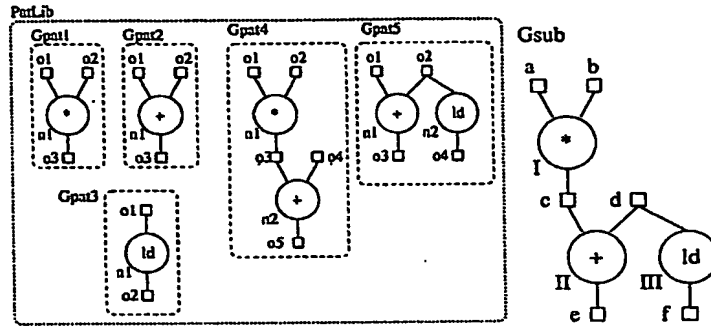 PatLib
Gpat1
Gpat2
Gpat4
Gpat5
Gsub
o1 o2
o1 o2
o1 o2
o1 o2
a b
*
n1
o3
+
n1
o3
*
n1
o3 o4
+
n2
o5
+
n1
o3
ld
n2
o4
*
I
c d
Gpat3
o1
ld
n1
o2
+
II
e
ld
III
f